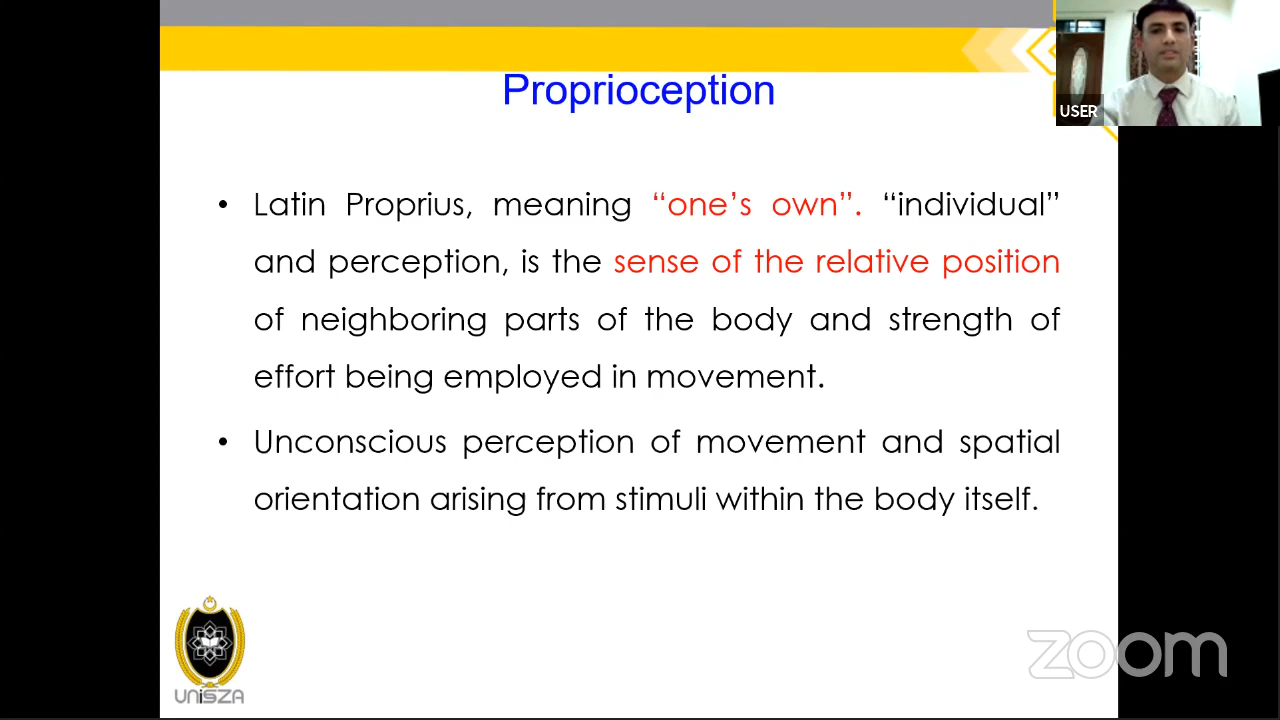 Proprioception
USER
• Latin Proprius, meaning “one’s own”. “individual”
and perception, is the sense of the relative position
of neighboring parts of the body and strength of
effort being employed in movement.
• Unconscious perception of movement and spatial
orientation arising from stimuli within the body itself.
UNiSZA
zoom